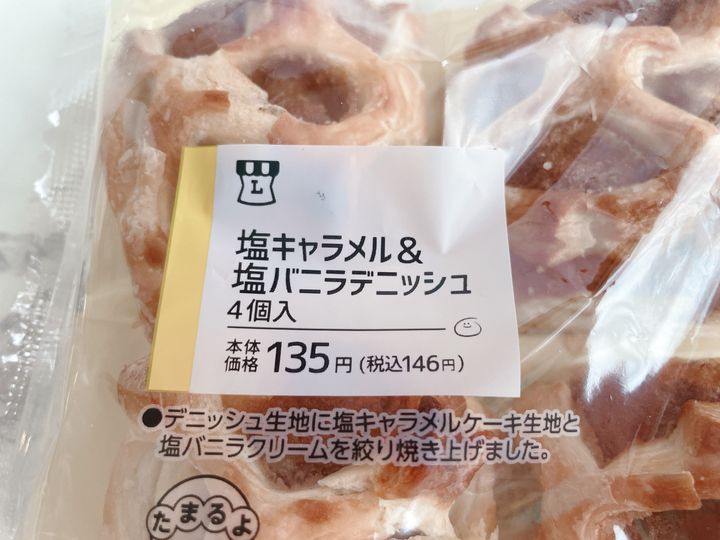 L
塩キャラメル&
塩バニラデニッシュ
4個入
本体価格 135円 (税込146円)
●デニッシュ生地に塩キャラメルケーキ生地と
塩バニラクリームを絞り焼き上げました。
たまるよ